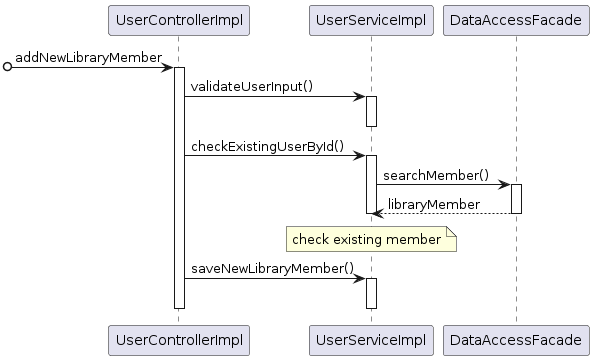 UserControllerImpl
UserServiceImpl
DataAccessFacade
addNewLibraryMember
validateUserInput()
checkExistingUserById()
searchMember()
libraryMember
check existing member
saveNewLibraryMember()
UserControllerImpl
UserServiceImpl
DataAccessFacade